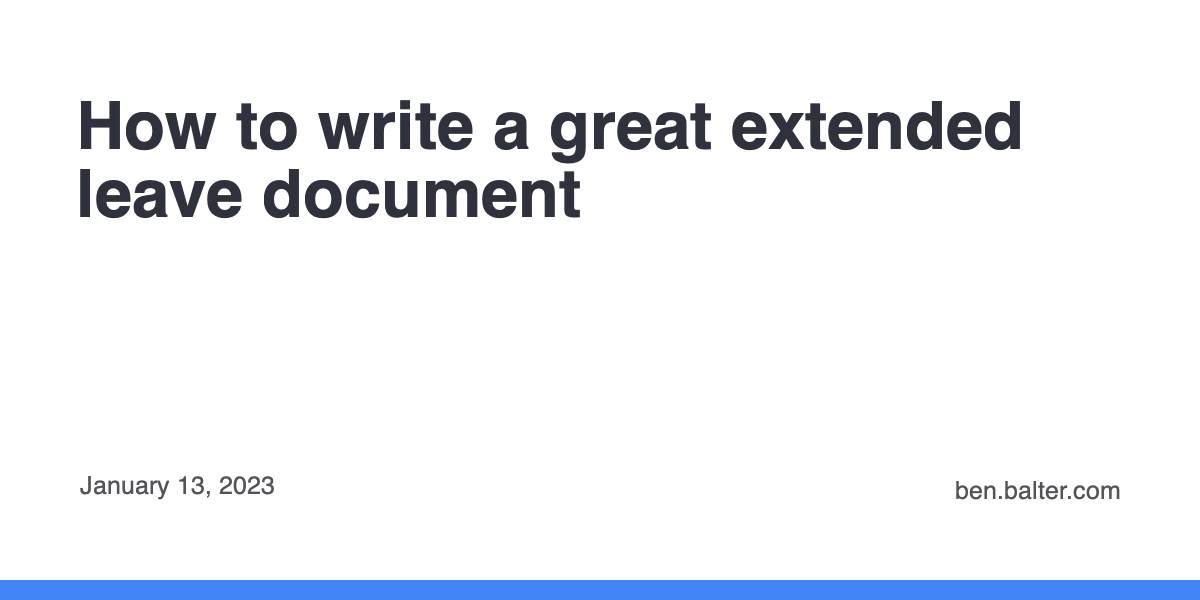 How to write a great extended
leave document
January 13, 2023
ben.balter.com